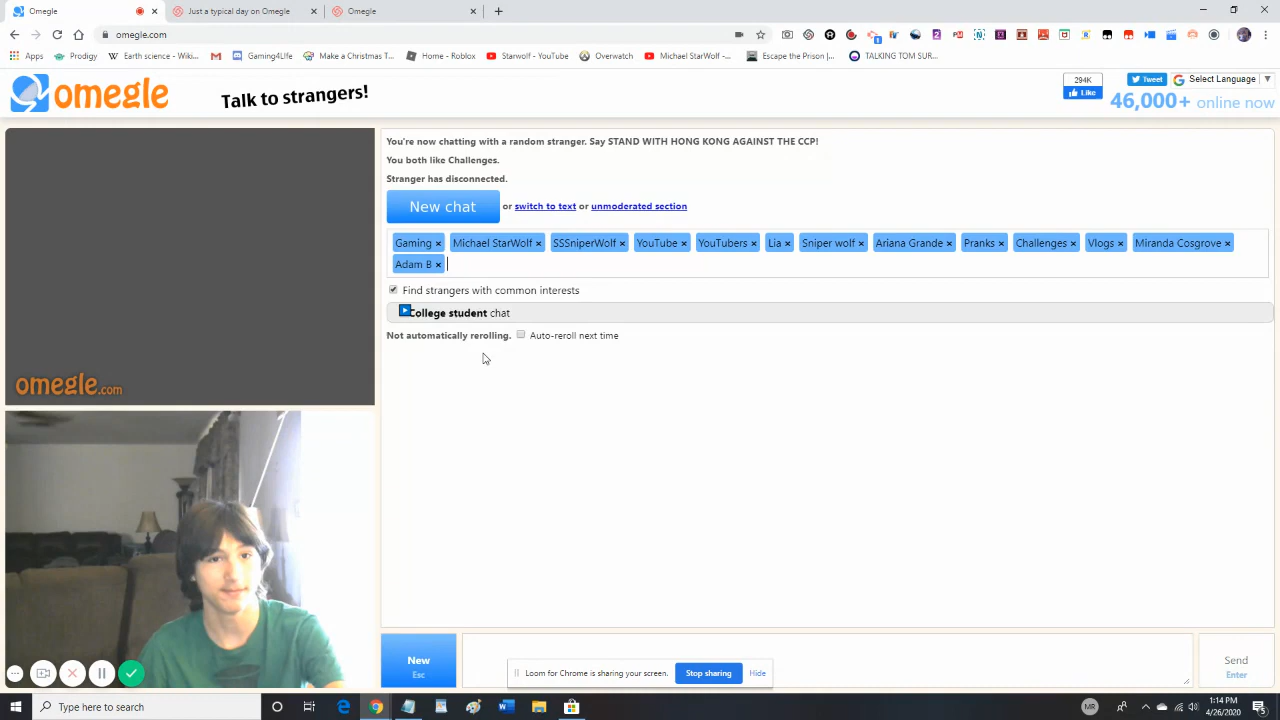 Omegle
Just a typical day on Omegle
Omegle
omegle.com
Apps
Prodigy
Earth science - Wiki...
Gaming4Life
Make a Christmas T...
Home - Roblox
Starwolf - YouTube
Overwatch
Michael StarWolf -...
Escape the Prison |...
TALKING TOM SUR...
omegle
Talk to strangers!
294K
Like
Tweet
Select Language
46,000+ online now
You're now chatting with a random stranger. Say STAND WITH HONG KONG AGAINST THE CCP!
You both like Challenges.
Stranger has disconnected.
New chat or switch to text or unmoderated section
Gaming × Michael StarWolf × SSSniperWolf × YouTube × YouTubers × Lia × Sniper wolf × Ariana Grande × Pranks × Challenges × Vlogs × Miranda Cosgrove ×
Adam B ×
Find strangers with common interests
College student chat
Not automatically rerolling. Auto-reroll next time
omegle.com
New
Esc
Loom for Chrome is sharing your screen. Stop sharing Hide
Send
Enter
Type here to search
MR
1:14 PM
4/26/2020